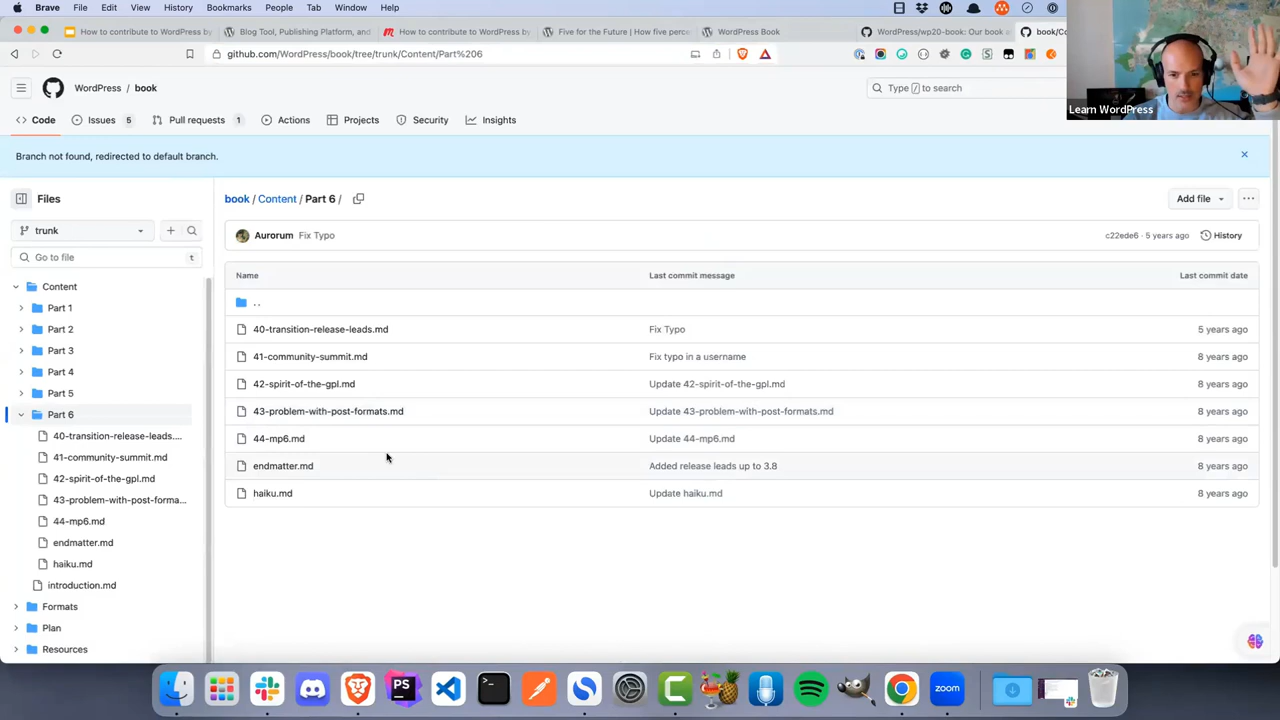 Brave File Edit View History Bookmarks People Tab Window Help
How to contribute to WordPress by
Blog Tool, Publishing Platform, and
How to contribute to WordPress by
Five for the Future | How five perce
WordPress Book
WordPress/wp20-book: Our book
book/Co
github.com/WordPress/book/tree/trunk/Content/Part%206
WordPress / book
Type / to search
Learn WordPress
Code
Issues 5
Pull requests 1
Actions
Projects
Security
Insights
Branch not found, redirected to default branch.
Files
book / Content / Part 6 /
Add file
trunk
Aurorum Fix Typo
c22ede6 · 5 years ago
History
Go to file
t
Name Last commit message Last commit date
Content
..
Part 1
Part 2
Part 3
Part 4
Part 5
Part 6
40-transition-release-leads....
41-community-summit.md
42-spirit-of-the-gpl.md
43-problem-with-post-forma...
44-mp6.md
endmatter.md
haiku.md
introduction.md
Formats
Plan
Resources
40-transition-release-leads.md Fix Typo 5 years ago
41-community-summit.md Fix typo in a username 8 years ago
42-spirit-of-the-gpl.md Update 42-spirit-of-the-gpl.md 8 years ago
43-problem-with-post-formats.md Update 43-problem-with-post-formats.md 8 years ago
44-mp6.md Update 44-mp6.md 8 years ago
endmatter.md Added release leads up to 3.8 8 years ago
haiku.md Update haiku.md 8 years ago
PS
zoom